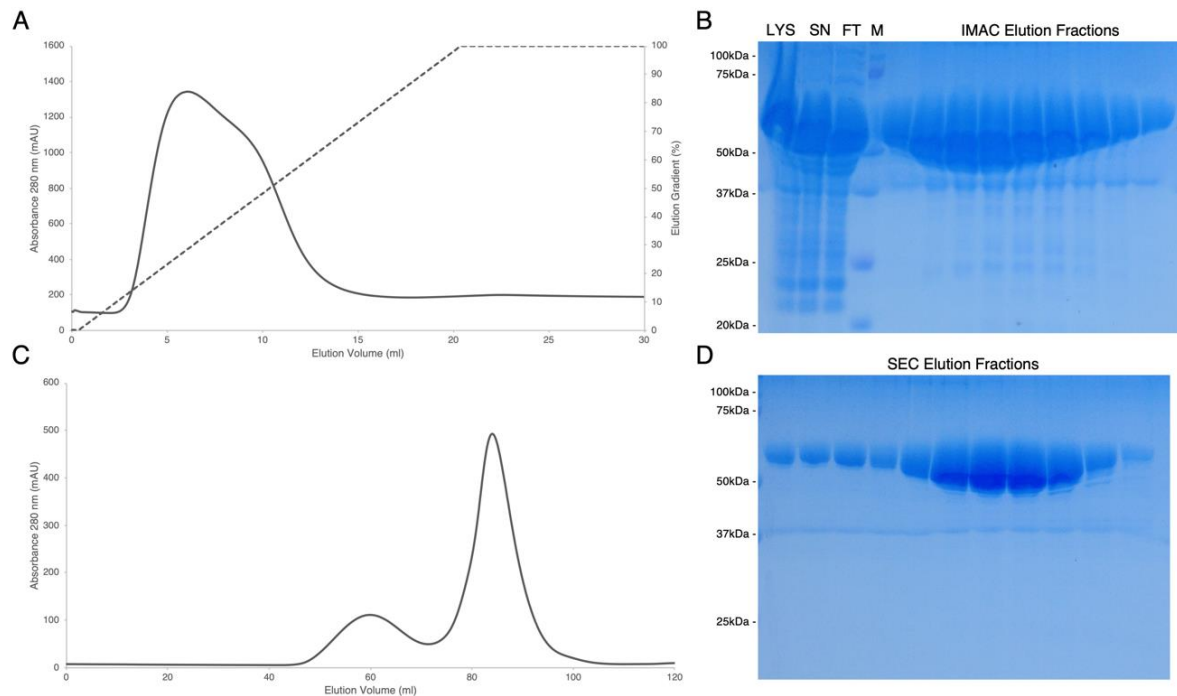 A
1600
1400
1200
1000
800
600
400
200
0
Absorbance 280 nm (mAU)
100
90
80
70
60
50
40
30
20
10
0
Elution Gradient (%)
0 5 10 15 20 25 30
Elution Volume (ml)
B
LYS SN FT M IMAC Elution Fractions
100kDa -
75kDa -
50kDa -
37kDa -
25kDa -
20kDa -
C
600
500
400
300
200
100
0
Absorbance 280 nm (mAU)
0 20 40 60 80 100 120
Elution Volume (ml)
D
SEC Elution Fractions
100kDa -
75kDa -
50kDa -
37kDa -
25kDa -